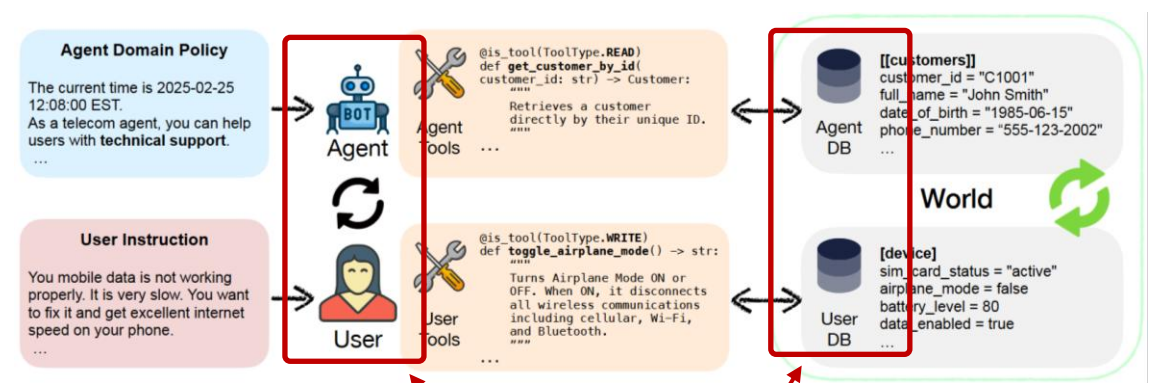 Agent Domain Policy
The current time is 2025-02-25
12:08:00 EST.
As a telecom agent, you can help
users with technical support.
...
BOT
Agent
Agent
Tools
@is_tool(ToolType.READ)
def get_customer_by_id(
customer_id: str) -> Customer:
"""
Retrieves a customer
directly by their unique ID.
"""
...
Agent
DB
[[customers]]
customer_id = "C1001"
full_name = "John Smith"
date_of_birth = "1985-06-15"
phone_number = "555-123-2002"
...
World
User Instruction
You mobile data is not working
properly. It is very slow. You want
to fix it and get excellent internet
speed on your phone.
...
User
User
Tools
@is_tool(ToolType.WRITE)
def toggle_airplane_mode() -> str:
"""
Turns Airplane Mode ON or
OFF. When ON, it disconnects
all wireless communications
including cellular, Wi-Fi,
and Bluetooth.
"""
...
User
DB
[device]
sim_card_status = "active"
airplane_mode = false
battery_level = 80
data_enabled = true
...